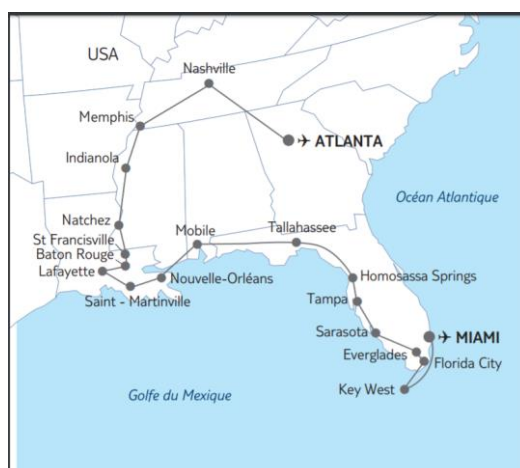 USA
Nashville
Memphis
✈ ATLANTA
Indianola
Océan Atlantique
Natchez
St Francisville
Baton Rouge
Lafayette
Mobile
Tallahassee
Nouvelle-Orléans
Homosassa Springs
Saint - Martinville
Tampa
Sarasota
✈ MIAMI
Everglades
Florida City
Key West
Golfe du Mexique